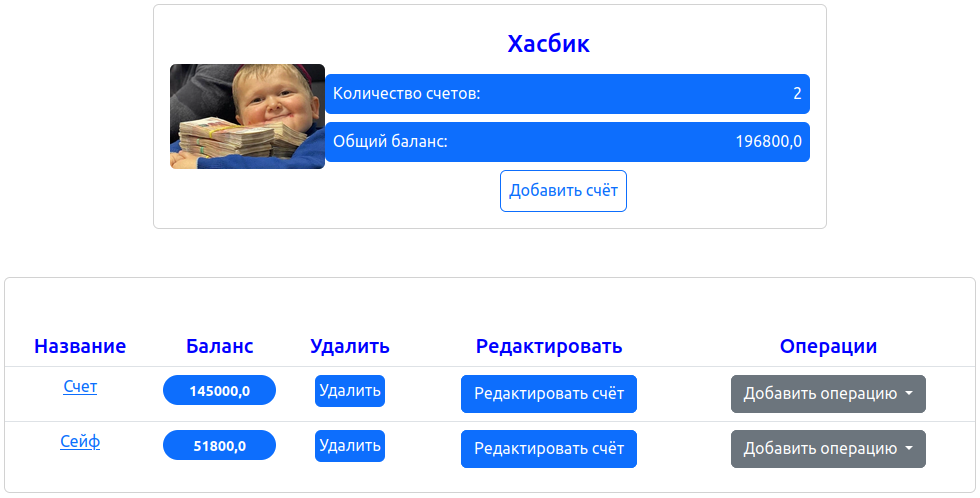 Хасбик
Количество счетов: 2
Общий баланс: 196800,0
Добавить счёт
Название Баланс Удалить Редактировать Операции
Счет 145000,0 Удалить Редактировать счёт Добавить операцию
Сейф 51800,0 Удалить Редактировать счёт Добавить операцию